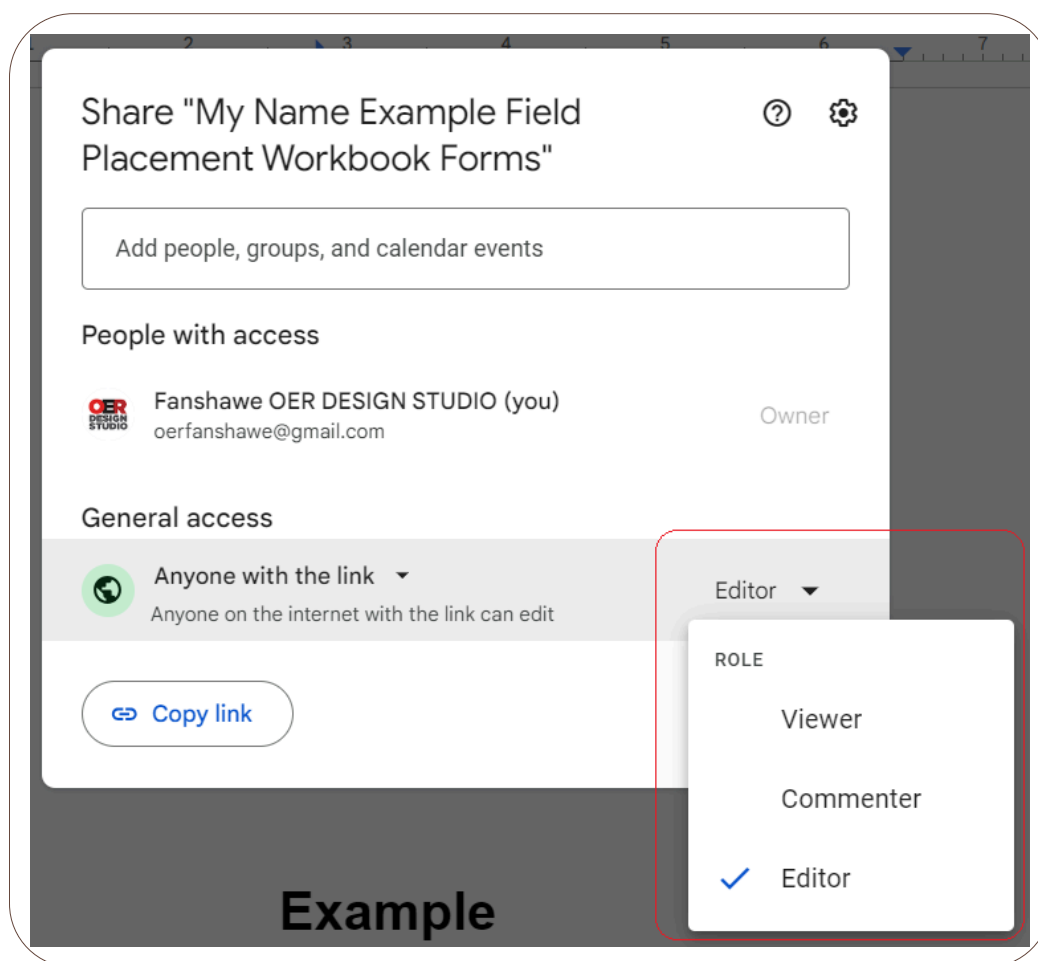 2 3 4 5 6 7
Share "My Name Example Field
Placement Workbook Forms"
Add people, groups, and calendar events
People with access
OER
DESIGN
STUDIO
Fanshawe OER DESIGN STUDIO (you)
oerfanshawe@gmail.com
Owner
General access
Anyone with the link
Anyone on the internet with the link can edit
Editor
ROLE
Viewer
Commenter
Editor
Copy link
Example